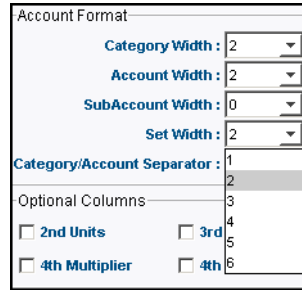 Account Format
Category Width : 2
Account Width : 2
SubAccount Width : 0
Set Width : 2
Category/Account Separator :
1
2
3
4
5
6
Optional Columns
2nd Units 3rd
4th Multiplier 4th